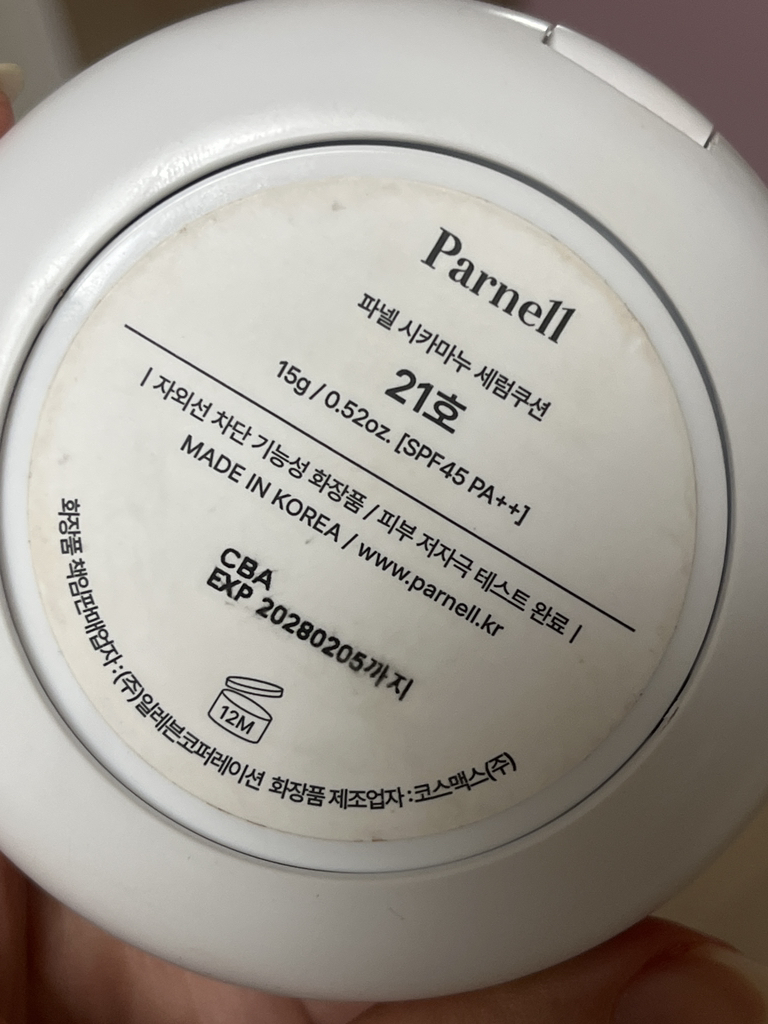 Parnell
파넬 시카마누 세럼쿠션
21호
15g / 0.52oz. [SPF45 PA++]
| 자외선 차단 기능성 화장품 / 피부 저자극 테스트 완료 |
MADE IN KOREA / www.parnell.kr
CBA
EXP 20280205까지
12M
화장품 책임판매업자 : (주)일레븐코퍼레이션 화장품 제조업자 : 코스맥스(주)